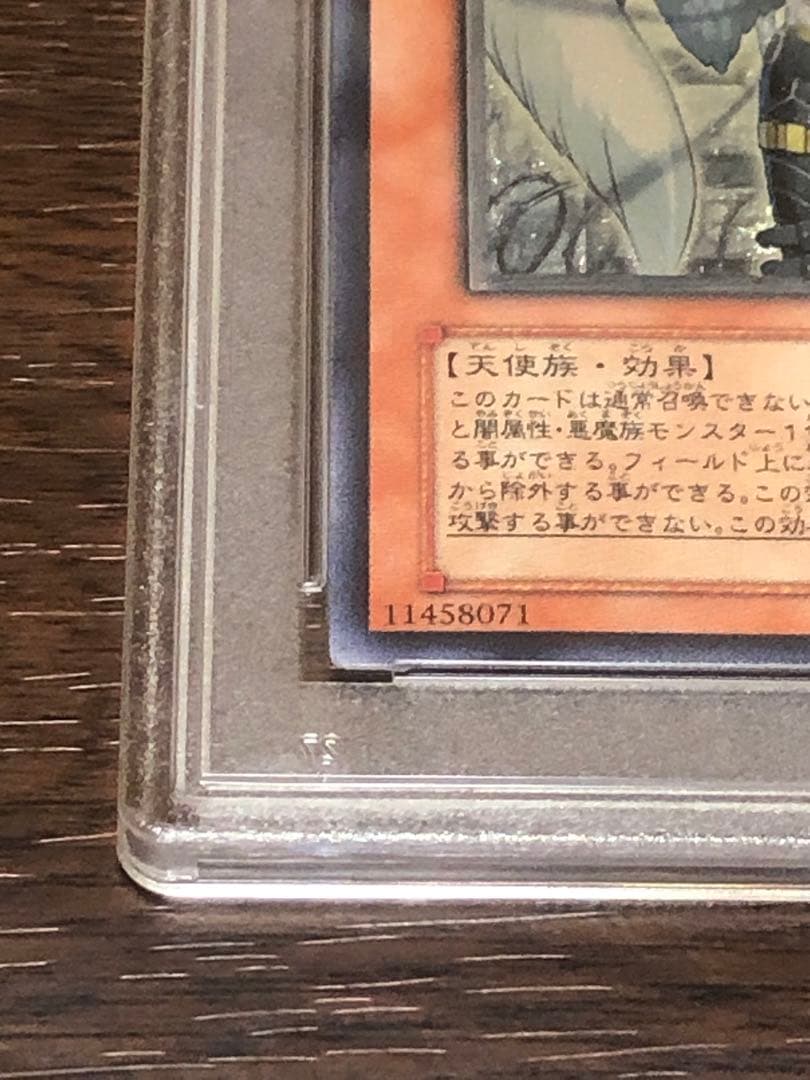 【天使族・効果】
このカードは通常召喚できない
と闇属性・悪魔族モンスター1
る事ができる。フィールド上に
から除外する事ができる。この
攻撃する事ができない。この効
11458071